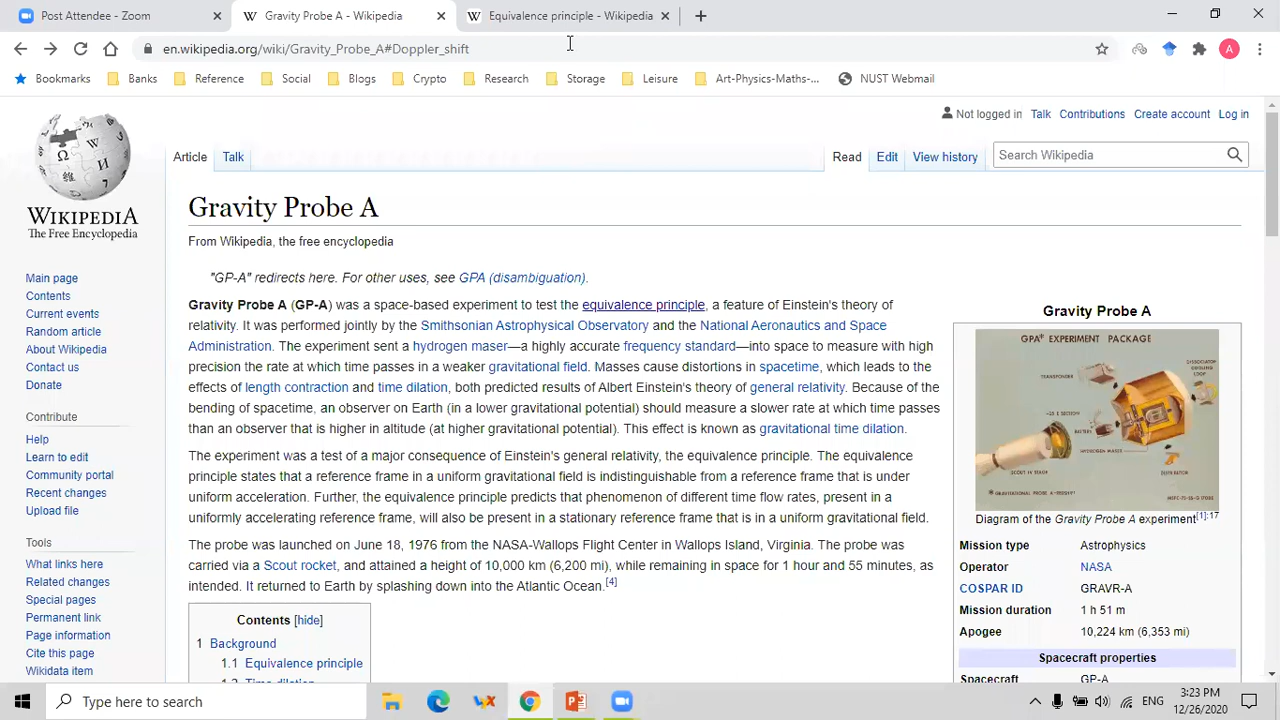 Post Attendee - Zoom
Gravity Probe A - Wikipedia
Equivalence principle - Wikipedia
en.wikipedia.org/wiki/Gravity_Probe_A#Doppler_shift
A
Bookmarks
Banks
Reference
Social
Blogs
Crypto
Research
Storage
Leisure
Art-Physics-Maths-...
NUST Webmail
Not logged in Talk Contributions Create account Log in
Article Talk
Read Edit View history
Search Wikipedia
WIKIPEDIA
The Free Encyclopedia
Main page
Contents
Current events
Random article
About Wikipedia
Contact us
Donate
Contribute
Help
Learn to edit
Community portal
Recent changes
Upload file
Tools
What links here
Related changes
Special pages
Permanent link
Page information
Cite this page
Wikidata item
Gravity Probe A
From Wikipedia, the free encyclopedia
"GP-A" redirects here. For other uses, see GPA (disambiguation).
Gravity Probe A (GP-A) was a space-based experiment to test the equivalence principle, a feature of Einstein's theory of
relativity. It was performed jointly by the Smithsonian Astrophysical Observatory and the National Aeronautics and Space
Administration. The experiment sent a hydrogen maser—a highly accurate frequency standard—into space to measure with high
precision the rate at which time passes in a weaker gravitational field. Masses cause distortions in spacetime, which leads to the
effects of length contraction and time dilation, both predicted results of Albert Einstein's theory of general relativity. Because of the
bending of spacetime, an observer on Earth (in a lower gravitational potential) should measure a slower rate at which time passes
than an observer that is higher in altitude (at higher gravitational potential). This effect is known as gravitational time dilation.
The experiment was a test of a major consequence of Einstein's general relativity, the equivalence principle. The equivalence
principle states that a reference frame in a uniform gravitational field is indistinguishable from a reference frame that is under
uniform acceleration. Further, the equivalence principle predicts that phenomenon of different time flow rates, present in a
uniformly accelerating reference frame, will also be present in a stationary reference frame that is in a uniform gravitational field.
The probe was launched on June 18, 1976 from the NASA-Wallops Flight Center in Wallops Island, Virginia. The probe was
carried via a Scout rocket, and attained a height of 10,000 km (6,200 mi), while remaining in space for 1 hour and 55 minutes, as
intended. It returned to Earth by splashing down into the Atlantic Ocean.[4]
Contents [hide]
1 Background
1.1 Equivalence principle
1.2 Time dilation
Gravity Probe A
GPA EXPERIMENT PACKAGE
TRANSPONDER
HYDROGEN MASER
Diagram of the Gravity Probe A experiment[1]:17
Mission type Astrophysics
Operator NASA
COSPAR ID GRAVR-A
Mission duration 1 h 51 m
Apogee 10,224 km (6,353 mi)
Spacecraft properties
Spacecraft GP-A
Type here to search
ENG
3:23 PM
12/26/2020